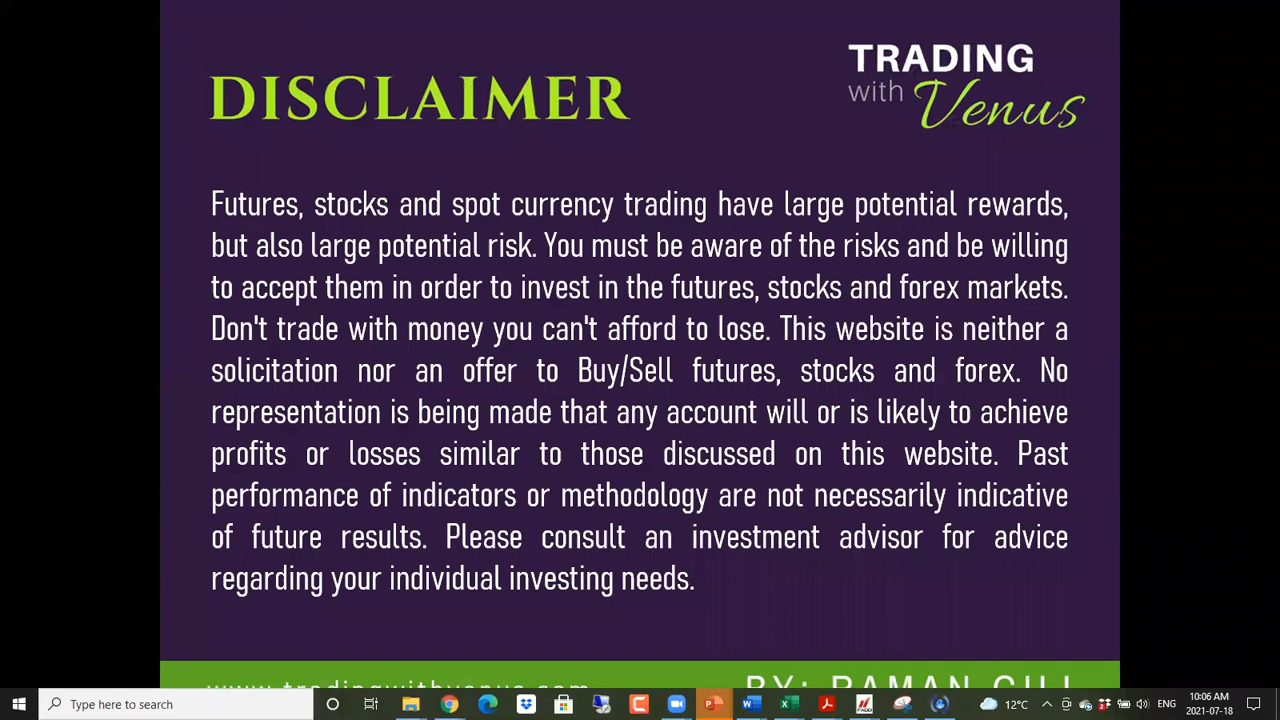 TRADING
with Venus
DISCLAIMER
Futures, stocks and spot currency trading have large potential rewards,
but also large potential risk. You must be aware of the risks and be willing
to accept them in order to invest in the futures, stocks and forex markets.
Don't trade with money you can't afford to lose. This website is neither a
solicitation nor an offer to Buy/Sell futures, stocks and forex. No
representation is being made that any account will or is likely to achieve
profits or losses similar to those discussed on this website. Past
performance of indicators or methodology are not necessarily indicative
of future results. Please consult an investment advisor for advice
regarding your individual investing needs.
www.tradingwithvenus.com
BY: RAMAN GILL
Type here to search
12°C
ENG
10:06 AM
2021-07-18